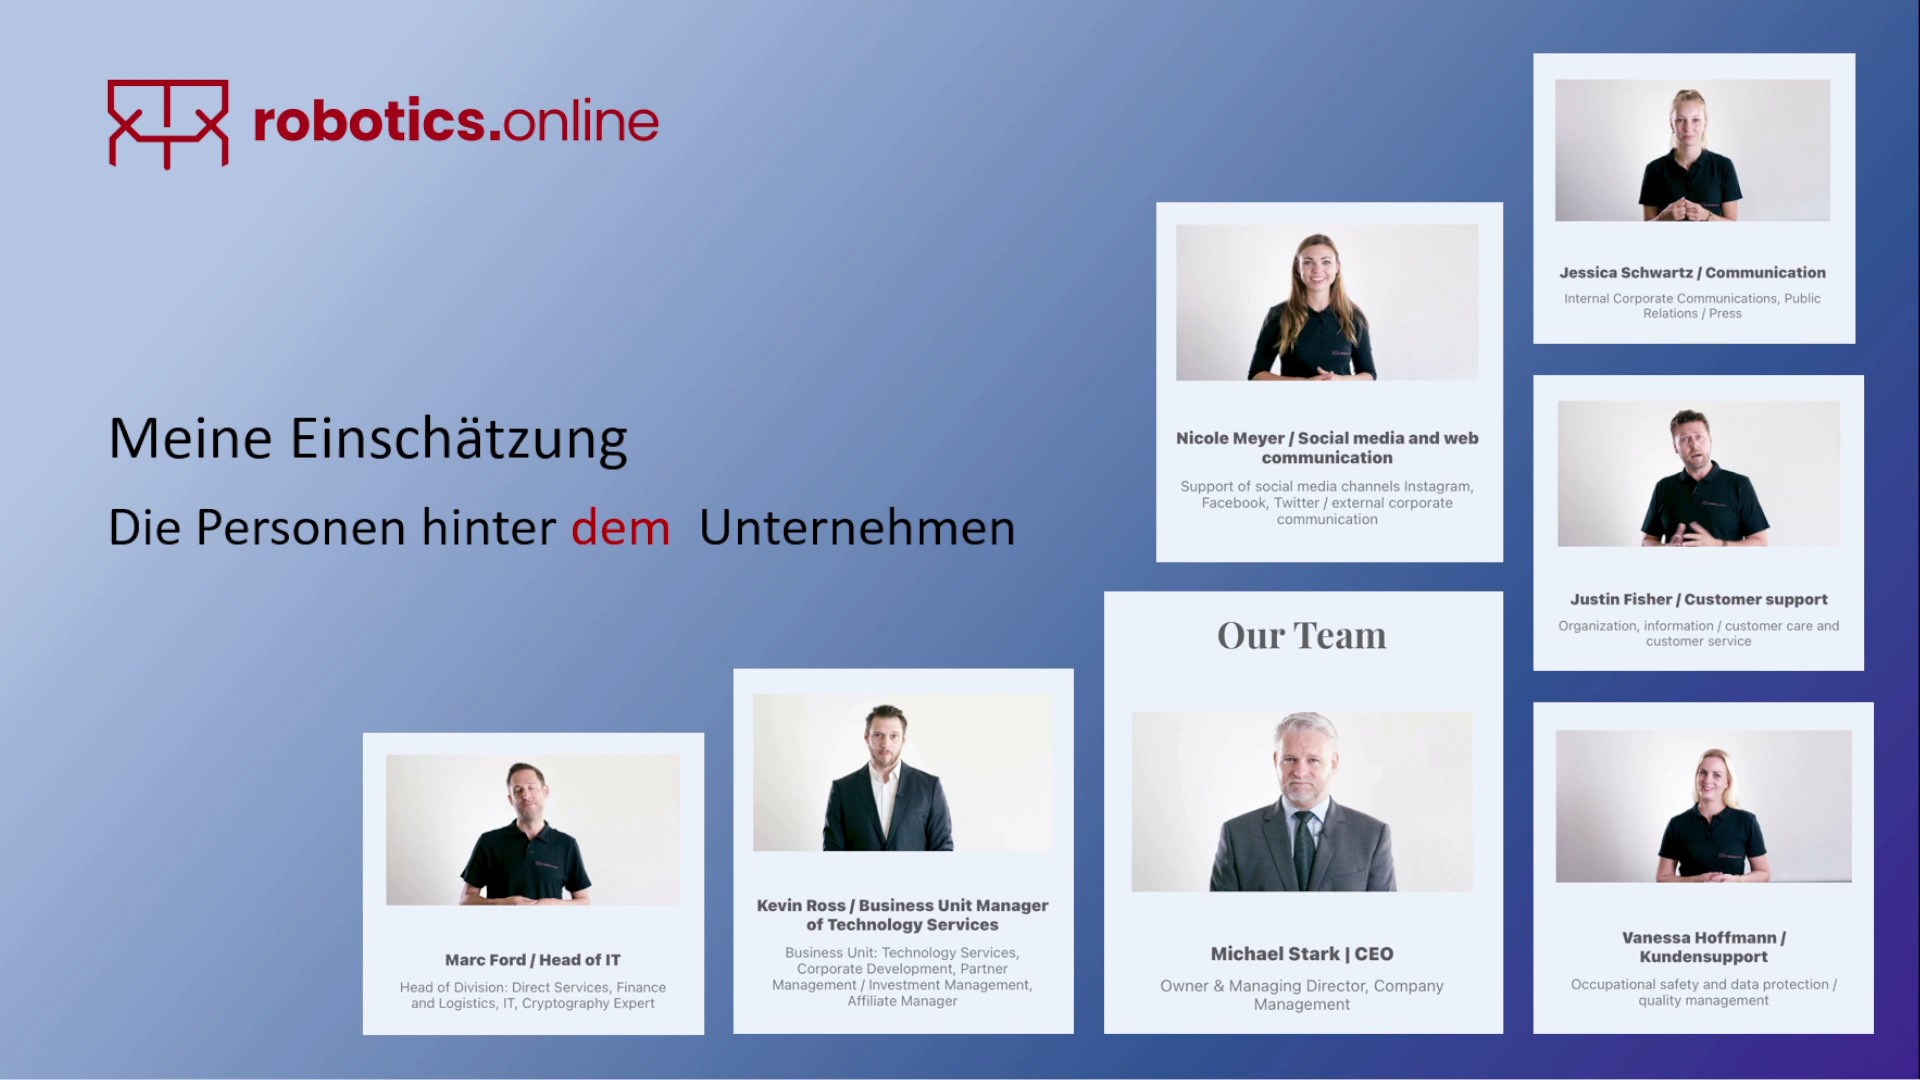 robotics.online
Meine Einschätzung
Die Personen hinter dem Unternehmen
Jessica Schwartz / Communication
Internal Corporate Communications, Public
Relations / Press
Nicole Meyer / Social media and web
communication
Support of social media channels Instagram,
Facebook, Twitter / external corporate
communication
Justin Fisher / Customer support
Organization, information / customer care and
customer service
Our Team
Michael Stark | CEO
Owner & Managing Director, Company
Management
Kevin Ross / Business Unit Manager
of Technology Services
Business Unit: Technology Services,
Corporate Development, Partner
Management / Investment Management,
Affiliate Manager
Marc Ford / Head of IT
Head of Division: Direct Services, Finance
and Logistics, IT, Cryptography Expert
Vanessa Hoffmann /
Kundensupport
Occupational safety and data protection /
quality management